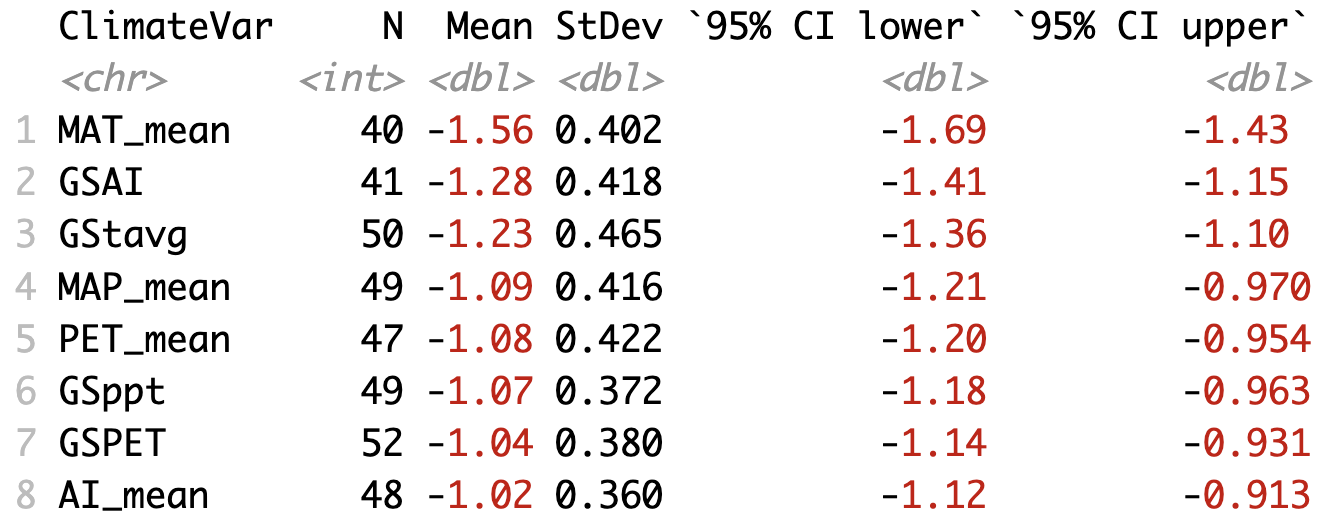 ClimateVar N Mean StDev `95% CI lower` `95% CI upper`
<chr> <int> <dbl> <dbl> <dbl> <dbl>
1 MAT_mean 40 -1.56 0.402 -1.69 -1.43
2 GSAI 41 -1.28 0.418 -1.41 -1.15
3 GStavg 50 -1.23 0.465 -1.36 -1.10
4 MAP_mean 49 -1.09 0.416 -1.21 -0.970
5 PET_mean 47 -1.08 0.422 -1.20 -0.954
6 GSppt 49 -1.07 0.372 -1.18 -0.963
7 GSPET 52 -1.04 0.380 -1.14 -0.931
8 AI_mean 48 -1.02 0.360 -1.12 -0.913